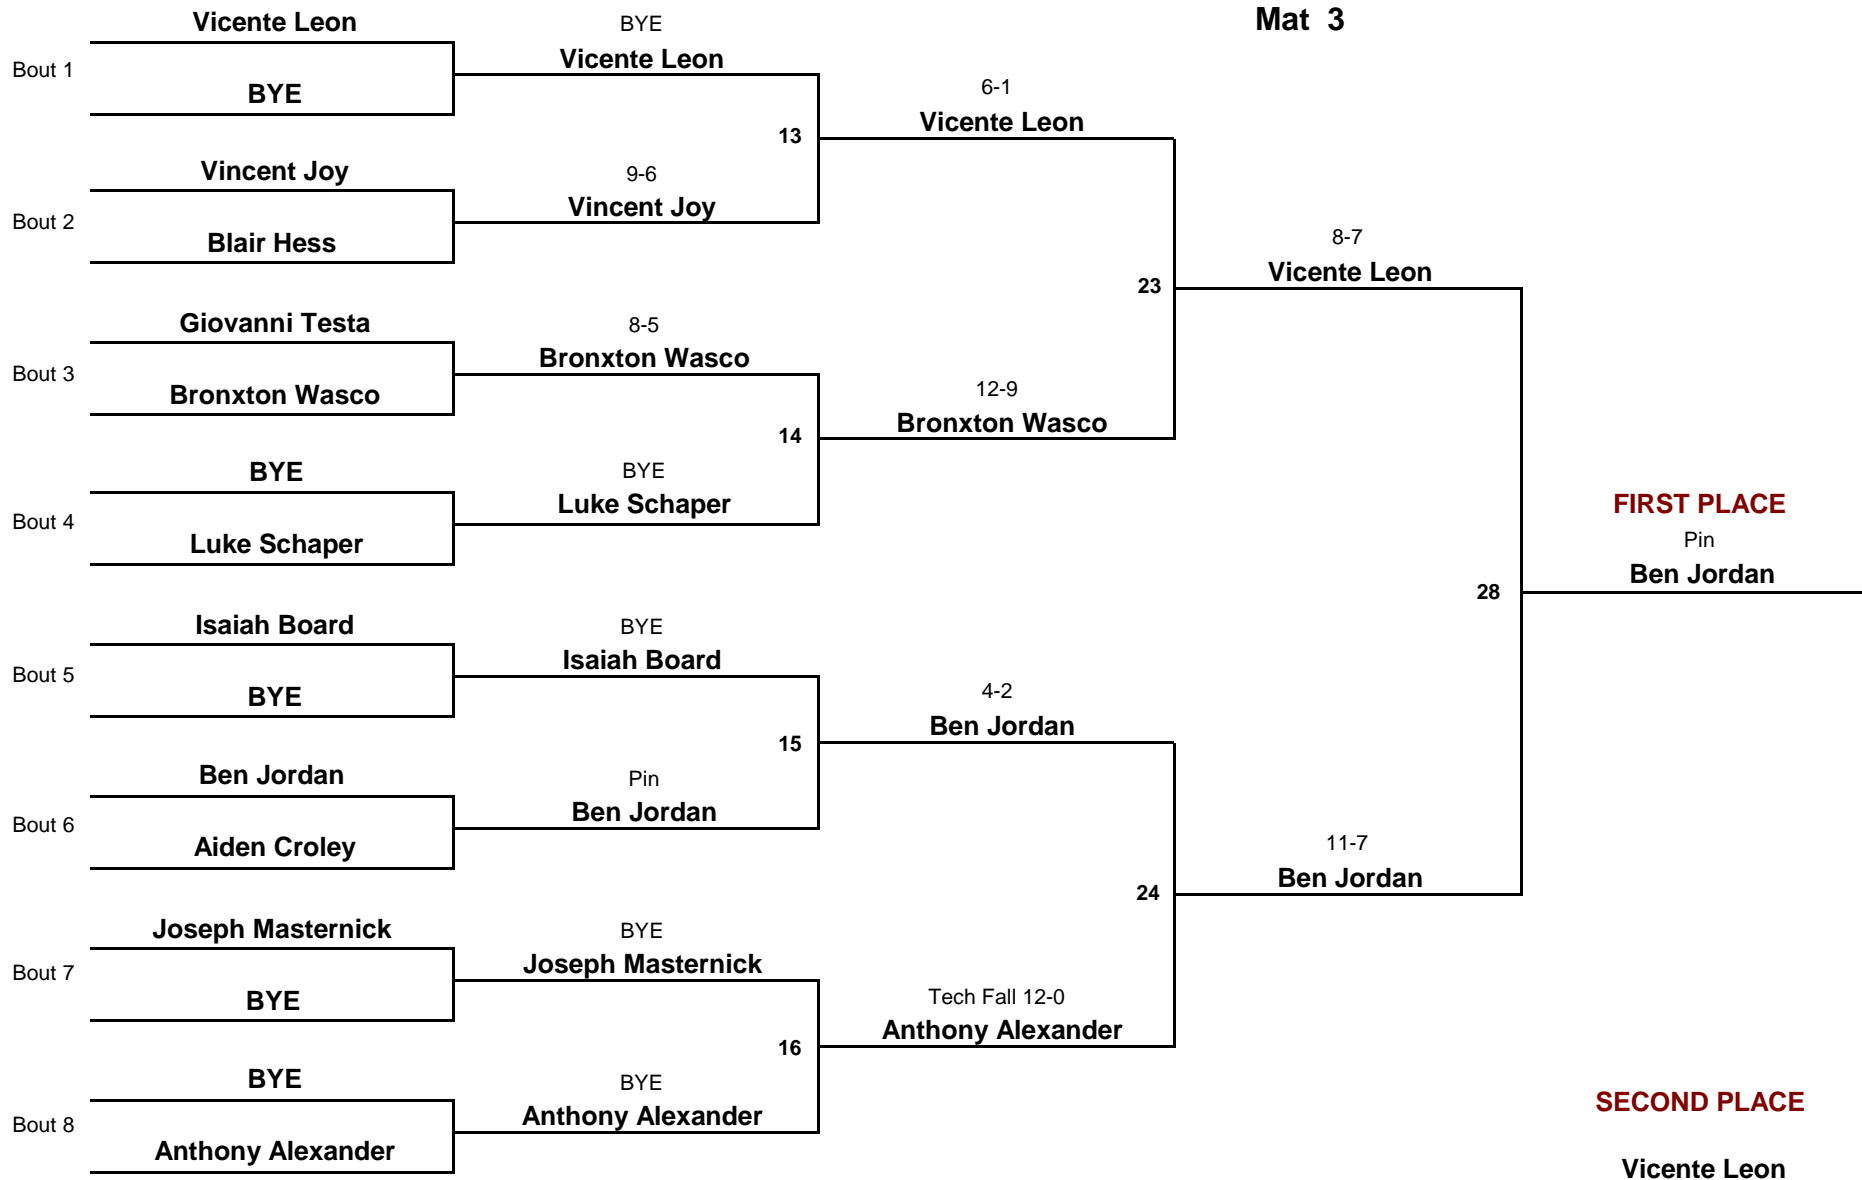 Mat 3
Vicente Leon
Bout 1
BYE
Vincent Joy
Bout 2
Blair Hess
Giovanni Testa
Bout 3
Bronxton Wasco
BYE
Bout 4
Luke Schaper
Isaiah Board
Bout 5
BYE
Ben Jordan
Bout 6
Aiden Croley
Joseph Masternick
Bout 7
BYE
BYE
Bout 8
Anthony Alexander
BYE
Vicente Leon
13
9-6
Vincent Joy
8-5
Bronxton Wasco
14
BYE
Luke Schaper
BYE
Isaiah Board
15
Pin
Ben Jordan
BYE
Joseph Masternick
16
BYE
Anthony Alexander
6-1
Vicente Leon
23
12-9
Bronxton Wasco
4-2
Ben Jordan
24
Tech Fall 12-0
Anthony Alexander
8-7
Vicente Leon
28
11-7
Ben Jordan
FIRST PLACE
Pin
Ben Jordan
SECOND PLACE
Vicente Leon